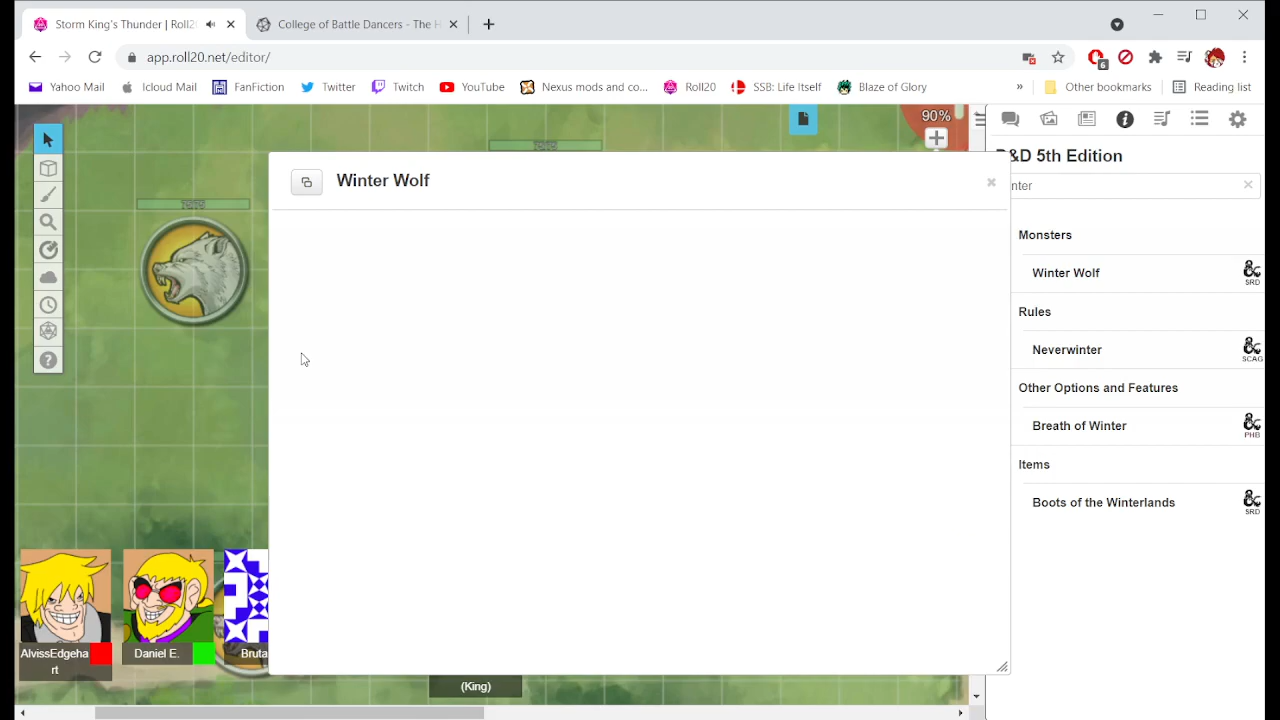 Storm King's Thunder | Roll2
College of Battle Dancers - The H
app.roll20.net/editor/
6
Yahoo Mail
Icloud Mail
FanFiction
Twitter
Twitch
YouTube
Nexus mods and co...
Roll20
SSB: Life Itself
Blaze of Glory
»
Other bookmarks
Reading list
90%
D&D 5th Edition
nter
Winter Wolf
Monsters
Winter Wolf
SRD
Rules
Neverwinter
SCAG
Other Options and Features
Breath of Winter
PHB
Items
Boots of the Winterlands
SRD
AlvissEdgeha
rt
Daniel E.
Bruta
(King)